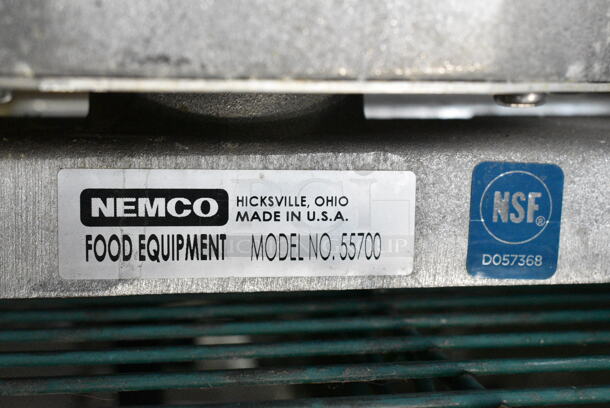 NEMCO
HICKSVILLE, OHIO
MADE IN U.S.A.
FOOD EQUIPMENT MODEL NO. 55700
NSF®
D057368